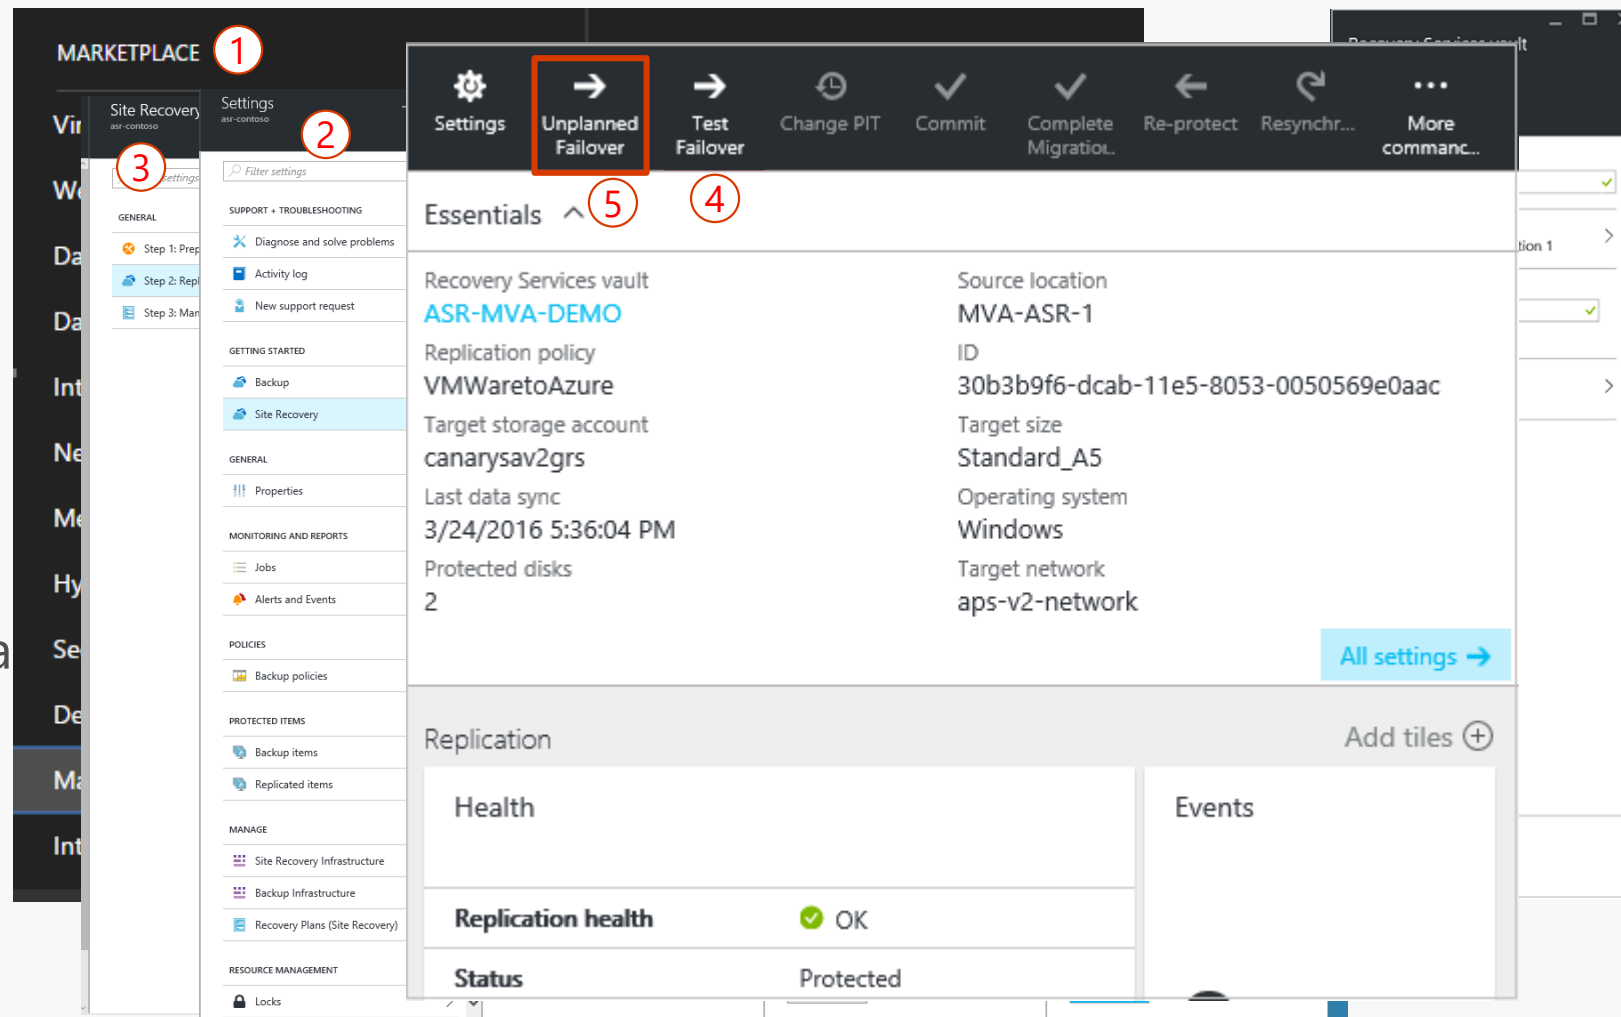 MARKETPLACE
1
Vir
We
Da
Da
Int
Ne
Me
Hy
Se
De
Ma
Int
a
Site Recovery
asr-contoso
3
settings
GENERAL
Step 1: Prep
Step 2: Repl
Step 3: Man
Settings
asr-contoso
2
Filter settings
SUPPORT + TROUBLESHOOTING
Diagnose and solve problems
Activity log
New support request
GETTING STARTED
Backup
Site Recovery
GENERAL
Properties
MONITORING AND REPORTS
Jobs
Alerts and Events
POLICIES
Backup policies
PROTECTED ITEMS
Backup items
Replicated items
MANAGE
Site Recovery Infrastructure
Backup Infrastructure
Recovery Plans (Site Recovery)
RESOURCE MANAGEMENT
Locks
Settings
Unplanned
Failover
Test
Failover
Change PIT
Commit
Complete
Migration.
Re-protect
Resynchr...
More
commanc...
5
4
Essentials
Recovery Services vault
ASR-MVA-DEMO
Replication policy
VMWaretoAzure
Target storage account
canarysav2grs
Last data sync
3/24/2016 5:36:04 PM
Protected disks
2
Source location
MVA-ASR-1
ID
30b3b9f6-dcab-11e5-8053-0050569e0aac
Target size
Standard_A5
Operating system
Windows
Target network
aps-v2-network
All settings
Replication
Add tiles
Health
Replication health OK
Status Protected
Events
Recovery Services vault
tion 1